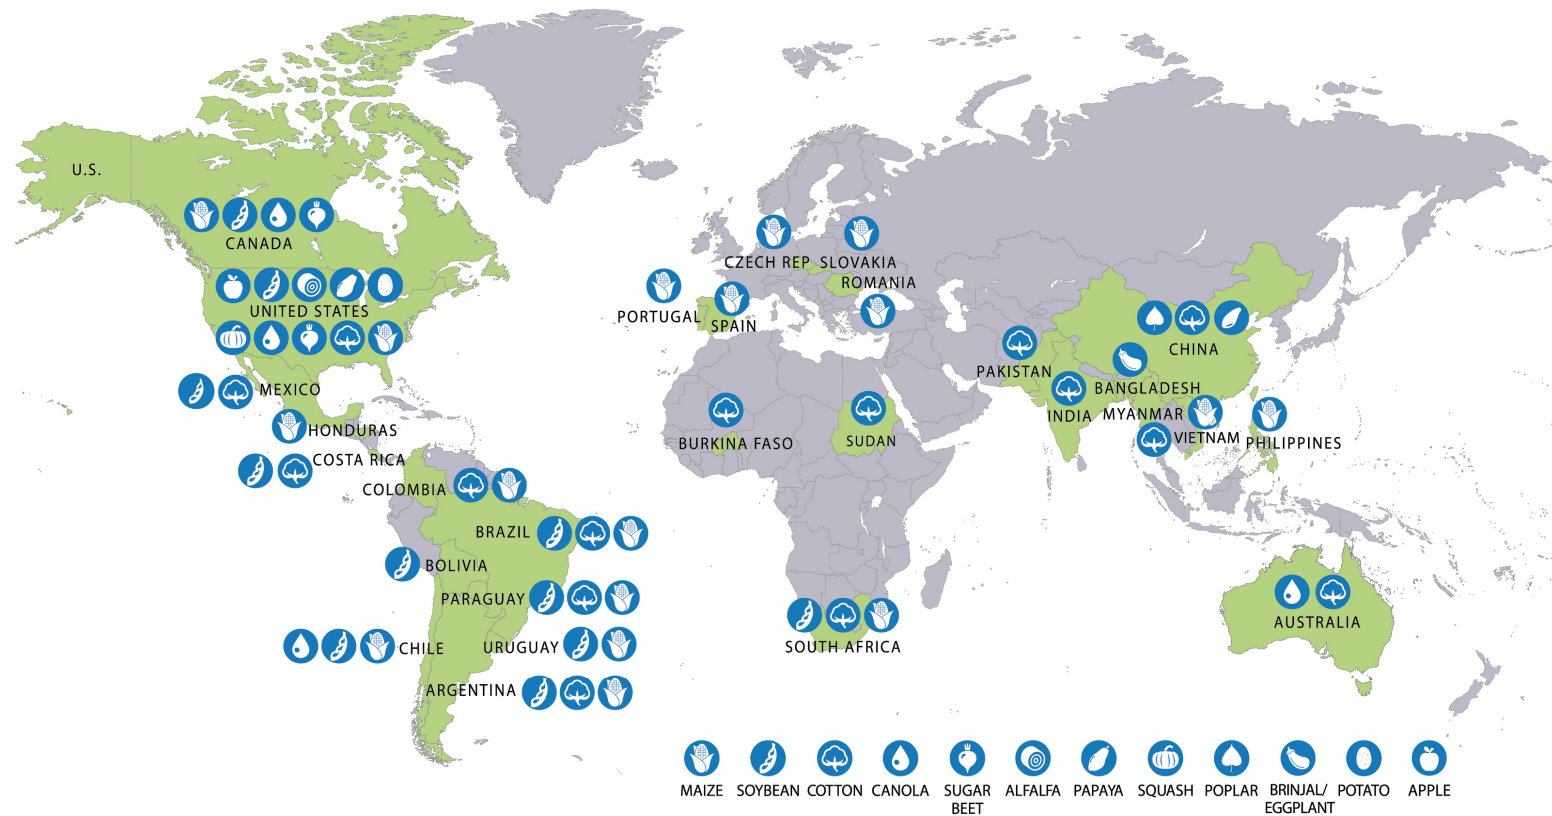 U.S.
CANADA
UNITED STATES
MEXICO
HONDURAS
COSTA RICA
COLOMBIA
BRAZIL
BOLIVIA
PARAGUAY
CHILE
URUGUAY
ARGENTINA
CZECH REP
SLOVAKIA
ROMANIA
PORTUGAL
SPAIN
BURKINA FASO
SUDAN
SOUTH AFRICA
PAKISTAN
CHINA
BANGLADESH
INDIA
MYANMAR
VIETNAM
PHILIPPINES
AUSTRALIA
MAIZE
SOYBEAN
COTTON
CANOLA
SUGAR
BEET
ALFALFA
PAPAYA
SQUASH
POPLAR
BRINJAL/
EGGPLANT
POTATO
APPLE